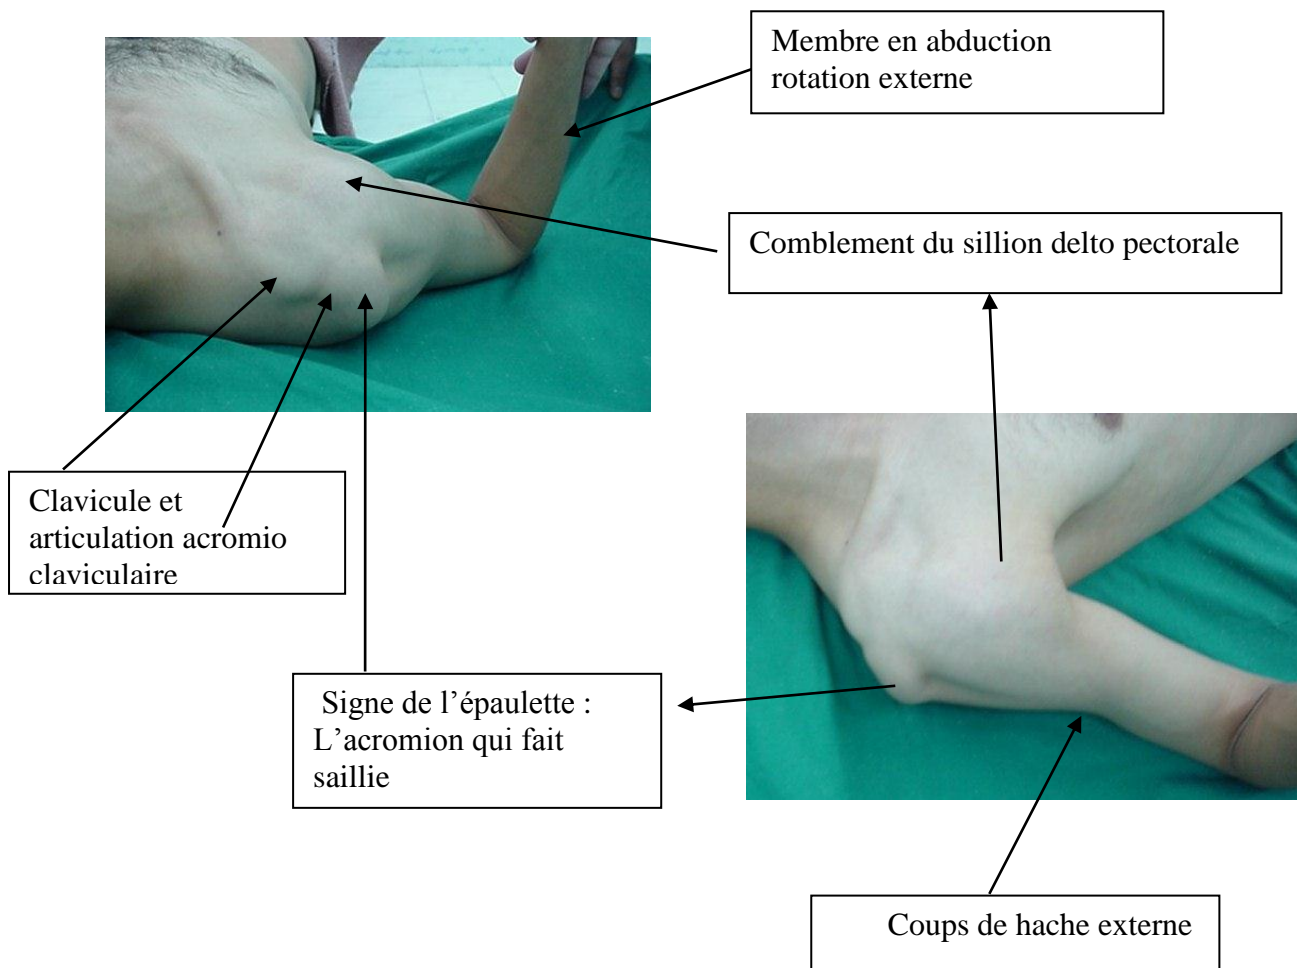 Membre en abduction
rotation externe
Comblement du sillion delto pectorale
Clavicule et
articulation acromio
claviculaire
Signe de l’épaulette :
L’acromion qui fait
saillie
Coups de hache externe